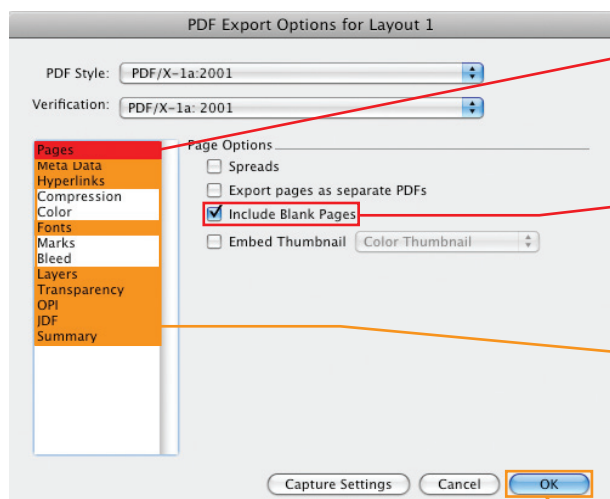 PDF Export Options for Layout 1
PDF Style: PDF/X-1a:2001
Verification: PDF/X-1a: 2001
Pages
Meta Data
Hyperlinks
Compression
Color
Fonts
Marks
Bleed
Layers
Transparency
OPI
JDF
Summary
Page Options
Spreads
Export pages as separate PDFs
Include Blank Pages
Embed Thumbnail Color Thumbnail
Capture Settings Cancel OK